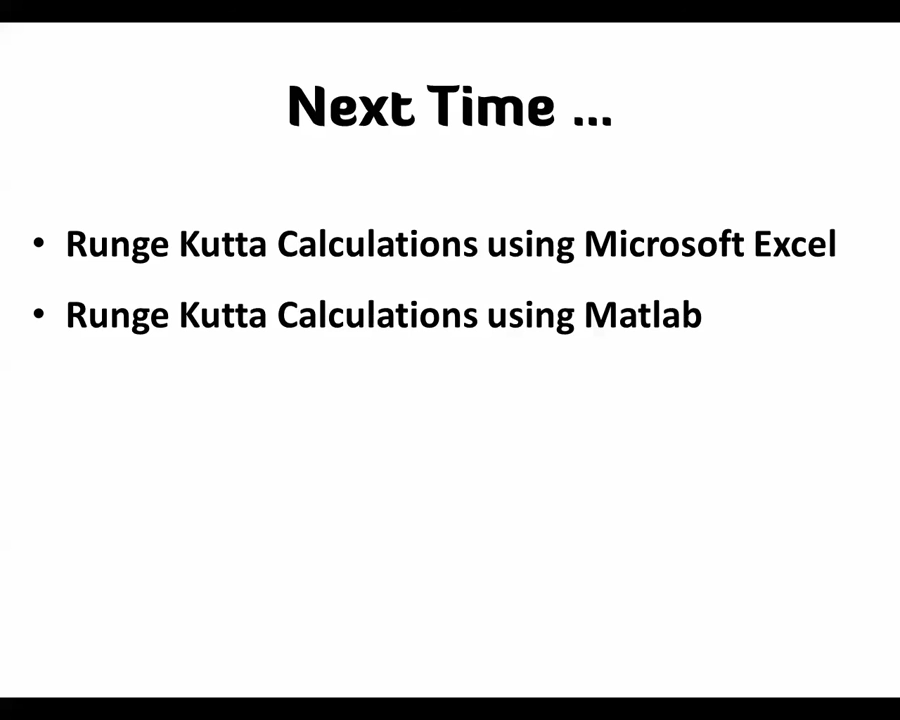 Next Time ...
• Runge Kutta Calculations using Microsoft Excel
• Runge Kutta Calculations using Matlab